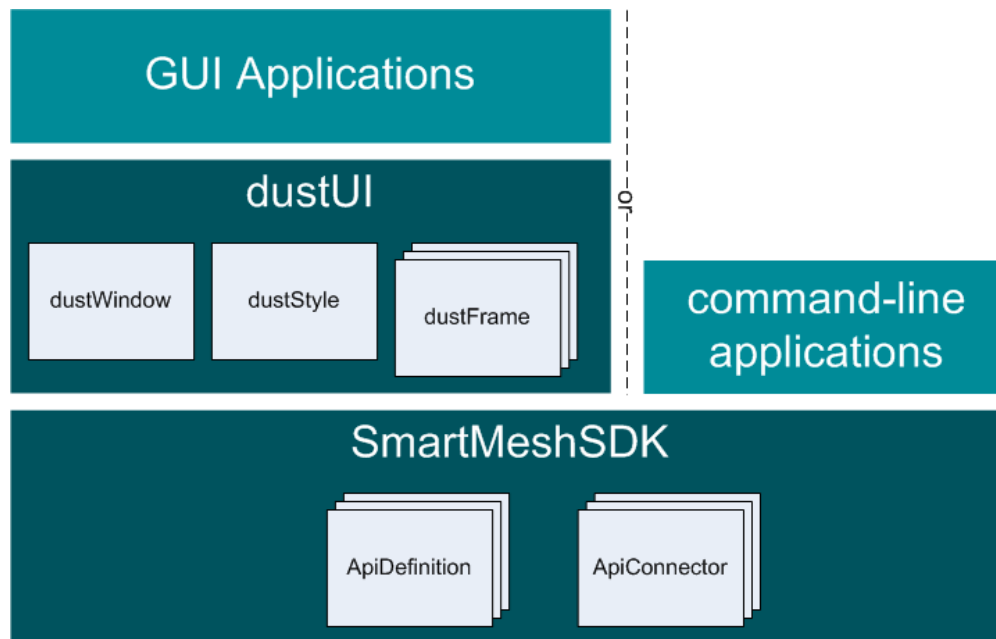 GUI Applications
dustUI
dustWindow
dustStyle
dustFrame
or
command-line
applications
SmartMeshSDK
ApiDefinition
ApiConnector